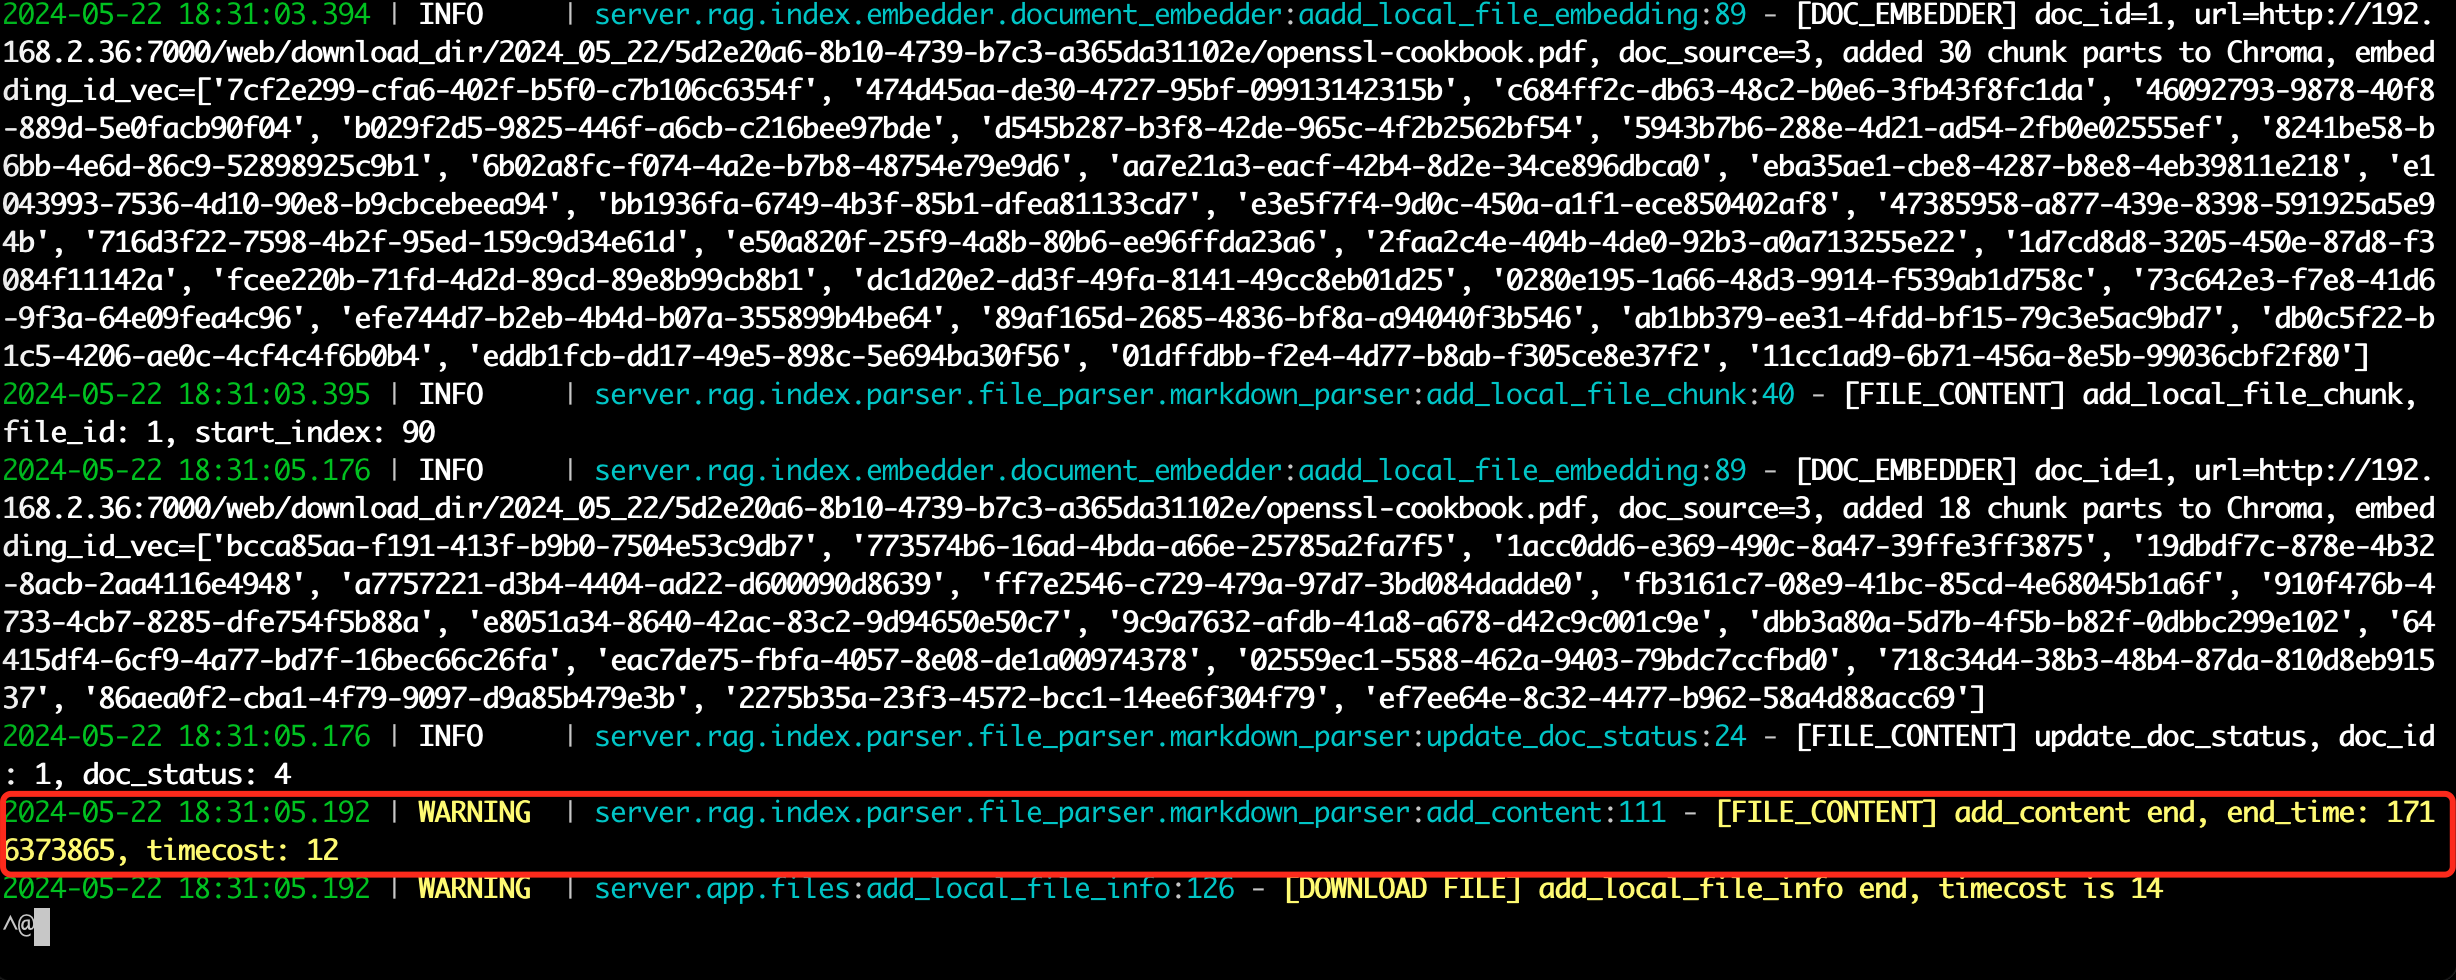 2024-05-22 18:31:03.394 | INFO     | server.rag.index.embedder.document_embedder:aadd_local_file_embedding:89 - [DOC_EMBEDDER] doc_id=1, url=http://192.
168.2.36:7000/web/download_dir/2024_05_22/5d2e20a6-8b10-4739-b7c3-a365da31102e/openssl-cookbook.pdf, doc_source=3, added 30 chunk parts to Chroma, embed
ding_id_vec=['7cf2e299-cfa6-402f-b5f0-c7b106c6354f', '474d45aa-de30-4727-95bf-09913142315b', 'c684ff2c-db63-48c2-b0e6-3fb43f8fc1da', '46092793-9878-40f8
-889d-5e0facb90f04', 'b029f2d5-9825-446f-a6cb-c216bee97bde', 'd545b287-b3f8-42de-965c-4f2b2562bf54', '5943b7b6-288e-4d21-ad54-2fb0e02555ef', '8241be58-b
6bb-4e6d-86c9-52898925c9b1', '6b02a8fc-f074-4a2e-b7b8-48754e79e9d6', 'aa7e21a3-eacf-42b4-8d2e-34ce896dbca0', 'eba35ae1-cbe8-4287-b8e8-4eb39811e218', 'e1
043993-7536-4d10-90e8-b9cbcebeea94', 'bb1936fa-6749-4b3f-85b1-dfea81133cd7', 'e3e5f7f4-9d0c-450a-a1f1-ece850402af8', '47385958-a877-439e-8398-591925a5e9
4b', '716d3f22-7598-4b2f-95ed-159c9d34e61d', 'e50a820f-25f9-4a8b-80b6-ee96ffda23a6', '2faa2c4e-404b-4de0-92b3-a0a713255e22', '1d7cd8d8-3205-450e-87d8-f3
084f11142a', 'fcee220b-71fd-4d2d-89cd-89e8b99cb8b1', 'dc1d20e2-dd3f-49fa-8141-49cc8eb01d25', '0280e195-1a66-48d3-9914-f539ab1d758c', '73c642e3-f7e8-41d6
-9f3a-64e09fea4c96', 'efe744d7-b2eb-4b4d-b07a-355899b4be64', '89af165d-2685-4836-bf8a-a94040f3b546', 'ab1bb379-ee31-4fdd-bf15-79c3e5ac9bd7', 'db0c5f22-b
1c5-4206-ae0c-4cf4c4f6b0b4', 'eddb1fcb-dd17-49e5-898c-5e694ba30f56', '01dffdbb-f2e4-4d77-b8ab-f305ce8e37f2', '11cc1ad9-6b71-456a-8e5b-99036cbf2f80']
2024-05-22 18:31:03.395 | INFO     | server.rag.index.parser.file_parser.markdown_parser:add_local_file_chunk:40 - [FILE_CONTENT] add_local_file_chunk,
file_id: 1, start_index: 90
2024-05-22 18:31:05.176 | INFO     | server.rag.index.embedder.document_embedder:aadd_local_file_embedding:89 - [DOC_EMBEDDER] doc_id=1, url=http://192.
168.2.36:7000/web/download_dir/2024_05_22/5d2e20a6-8b10-4739-b7c3-a365da31102e/openssl-cookbook.pdf, doc_source=3, added 18 chunk parts to Chroma, embed
ding_id_vec=['bcca85aa-f191-413f-b9b0-7504e53c9db7', '773574b6-16ad-4bda-a66e-25785a2fa7f5', '1acc0dd6-e369-490c-8a47-39ffe3ff3875', '19dbdf7c-878e-4b32
-8acb-2aa4116e4948', 'a7757221-d3b4-4404-ad22-d600090d8639', 'ff7e2546-c729-479a-97d7-3bd084dadde0', 'fb3161c7-08e9-41bc-85cd-4e68045b1a6f', '910f476b-4
733-4cb7-8285-dfe754f5b88a', 'e8051a34-8640-42ac-83c2-9d94650e50c7', '9c9a7632-afdb-41a8-a678-d42c9c001c9e', 'dbb3a80a-5d7b-4f5b-b82f-0dbbc299e102', '64
415df4-6cf9-4a77-bd7f-16bec66c26fa', 'eac7de75-fbfa-4057-8e08-de1a00974378', '02559ec1-5588-462a-9403-79bdc7ccfbd0', '718c34d4-38b3-48b4-87da-810d8eb915
37', '86aea0f2-cba1-4f79-9097-d9a85b479e3b', '2275b35a-23f3-4572-bcc1-14ee6f304f79', 'ef7ee64e-8c32-4477-b962-58a4d88acc69']
2024-05-22 18:31:05.176 | INFO     | server.rag.index.parser.file_parser.markdown_parser:update_doc_status:24 - [FILE_CONTENT] update_doc_status, doc_id
: 1, doc_status: 4
2024-05-22 18:31:05.192 | WARNING  | server.rag.index.parser.file_parser.markdown_parser:add_content:111 - [FILE_CONTENT] add_content end, end_time: 171
6373865, timecost: 12
2024-05-22 18:31:05.192 | WARNING  | server.app.files:add_local_file_info:126 - [DOWNLOAD FILE] add_local_file_info end, timecost is 14
^@